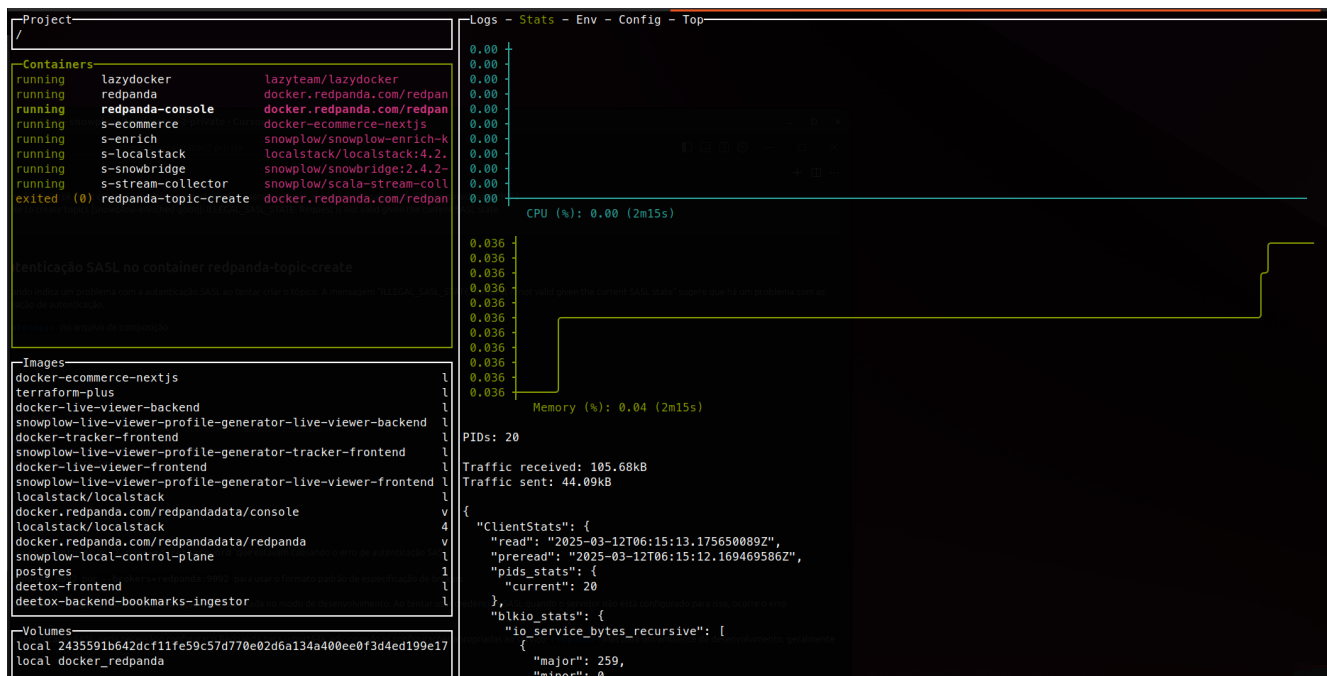 Project
/
Containers
running lazydocker lazyteam/lazydocker
running redpanda docker.redpanda.com/redpan
running redpanda-console docker.redpanda.com/redpan
running s-ecommerce docker-ecommerce-nextjs
running s-enrich snowplow/snowplow-enrich-k
running s-localstack localstack/localstack:4.2.
running s-snowbridge snowplow/snowbridge:2.4.2-
running s-stream-collector snowplow/scala-stream-coll
exited (0) redpanda-topic-create docker.redpanda.com/redpan
tenticação SASL no container redpanda-topic-create
Images
docker-ecommerce-nextjs l
terraform-plus l
docker-live-viewer-backend l
snowplow-live-viewer-profile-generator-live-viewer-backend l
docker-tracker-frontend l
snowplow-live-viewer-profile-generator-tracker-frontend l
docker-live-viewer-frontend l
snowplow-live-viewer-profile-generator-live-viewer-frontend l
localstack/localstack l
docker.redpanda.com/redpandadata/console v
localstack/localstack 4
docker.redpanda.com/redpandadata/redpanda v
snowplow-local-control-plane l
postgres 1
deetox-frontend l
deetox-backend-bookmarks-ingestor l
Volumes
local 2435591b642dcf11fe59c57d770e02d6a134a400ee0f3d4ed199e17
local docker_redpanda
Logs - Stats - Env - Config - Top
0.00
0.00
0.00
0.00
0.00
0.00
0.00
0.00
0.00
0.00
0.00
CPU (%): 0.00 (2m15s)
0.036
0.036
0.036
0.036
0.036
0.036
0.036
0.036
0.036
0.036
0.036
Memory (%): 0.04 (2m15s)
PIDs: 20
Traffic received: 105.68kB
Traffic sent: 44.09kB
{
"ClientStats": {
"read": "2025-03-12T06:15:13.175650089Z",
"preread": "2025-03-12T06:15:12.169469586Z",
"pids_stats": {
"current": 20
},
"blkio_stats": {
"io_service_bytes_recursive": [
{
"major": 259,
"minor": 0